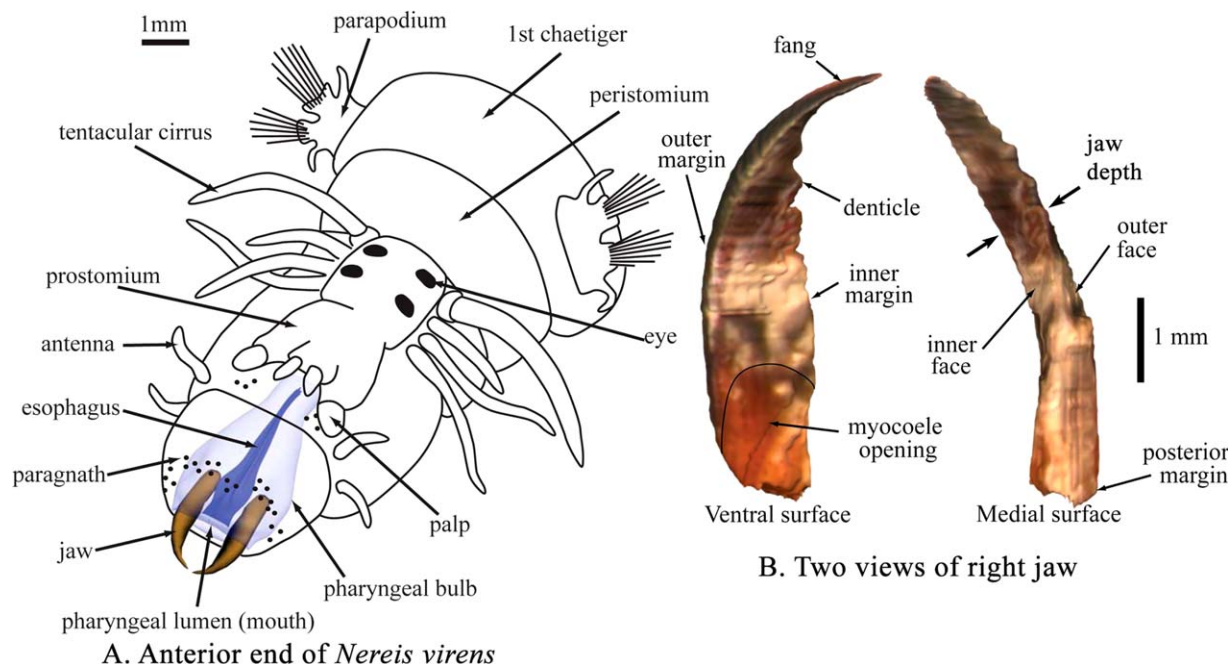 1mm
parapodium
1st chaetiger
peristomium
tentacular cirrus
prostomium
antenna
eye
esophagus
paragnath
jaw
palp
pharyngeal bulb
pharyngeal lumen (mouth)
A. Anterior end of Nereis virens
fang
outer
margin
denticle
inner
margin
myocoele
opening
Ventral surface
jaw
depth
outer
face
inner
face
1 mm
posterior
margin
Medial surface
B. Two views of right jaw